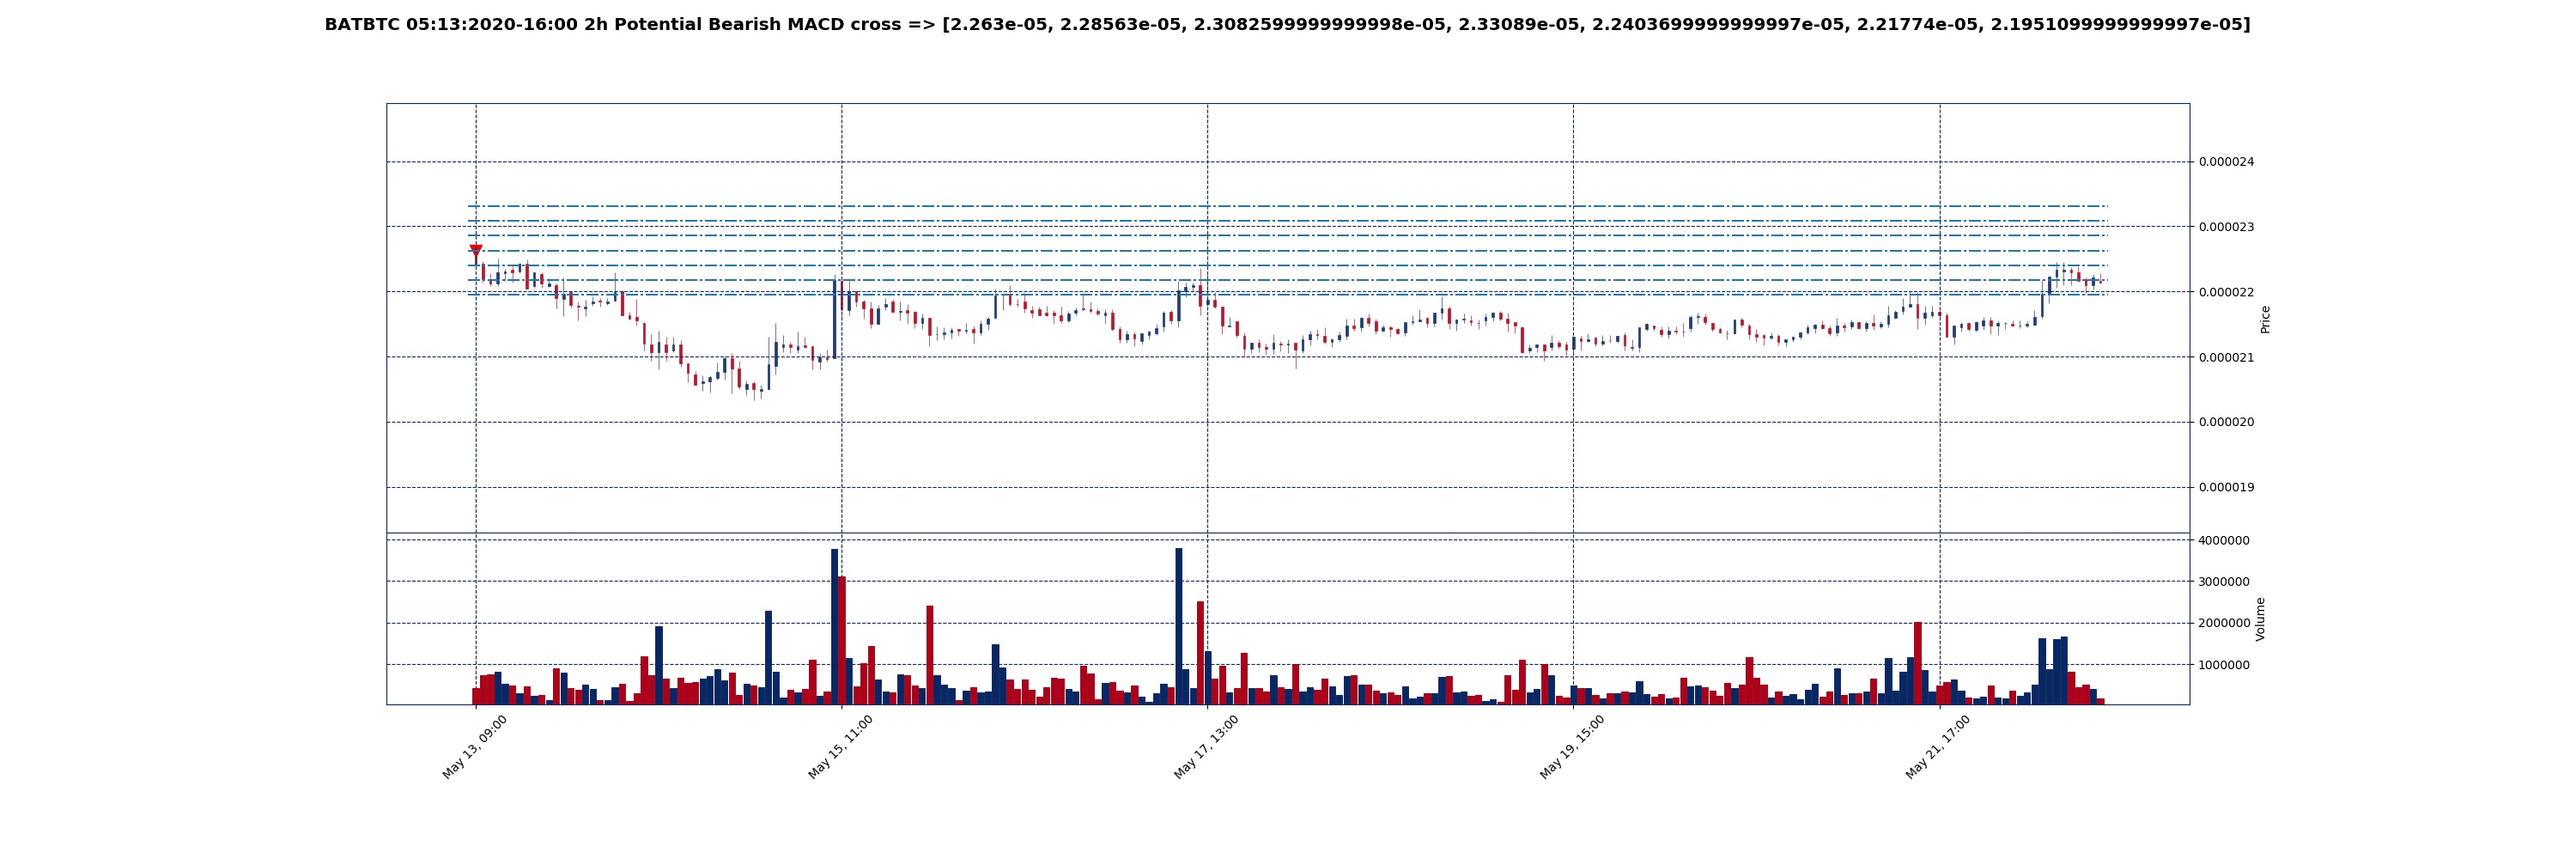 BATBTC 05:13:2020-16:00 2h Potential Bearish MACD cross => [2.263e-05, 2.28563e-05, 2.3082599999999998e-05, 2.33089e-05, 2.2403699999999997e-05, 2.21774e-05, 2.1951099999999997e-05]
0.000024
0.000023
0.000022
Price
0.000021
0.000020
0.000019
4000000
3000000
2000000
Volume
1000000
May 13, 09:00
May 15, 11:00
May 17, 13:00
May 19, 15:00
May 21, 17:00